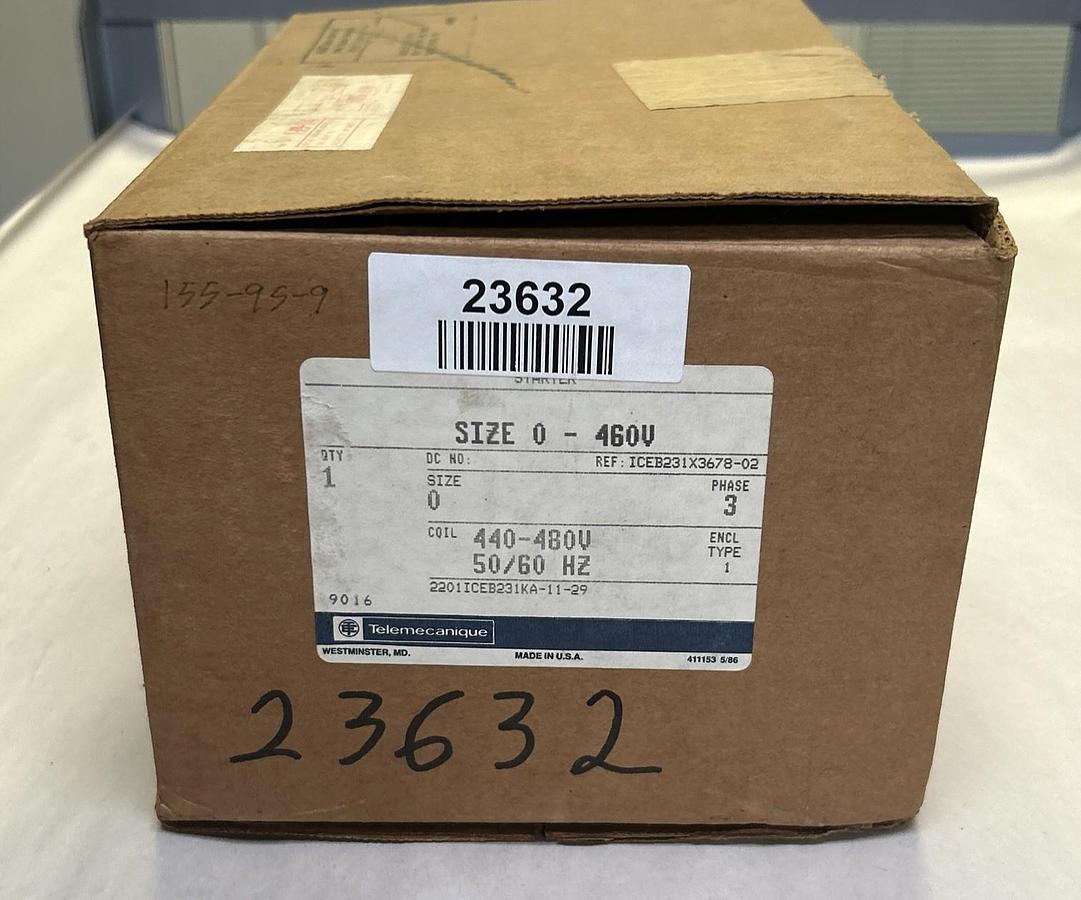 155-95-9
23632
STARTER
SIZE 0 - 460V
QTY
1
DC NO:
REF: ICEB231X3678-02
SIZE
0
PHASE
3
COIL
440-480V
50/60 HZ
ENCL
TYPE
1
2201ICEB231KA-11-29
9016
Telemecanique
WESTMINSTER, MD.
MADE IN U.S.A.
411153 5/86
23632